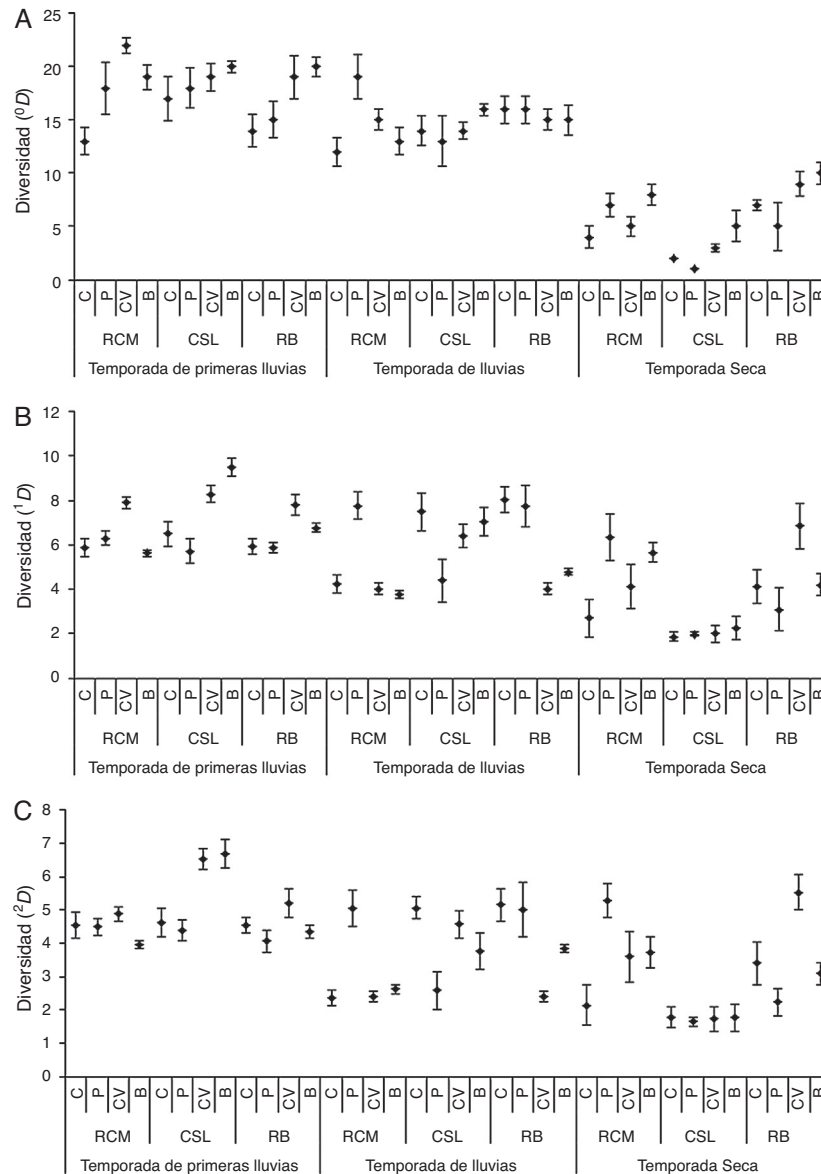 A
Diversidad (⁰D)
25
20
15
10
5
0
C P CV B C P CV B C P CV B C P CV B C P CV B C P CV B C P CV B C P CV B C P CV B
RCM CSL RB RCM CSL RB RCM CSL RB
Temporada de primeras lluvias Temporada de lluvias Temporada Seca
B
Diversidad (¹D)
12
10
8
6
4
2
0
C P CV B C P CV B C P CV B C P CV B C P CV B C P CV B C P CV B C P CV B C P CV B
RCM CSL RB RCM CSL RB RCM CSL RB
Temporada de primeras lluvias Temporada de lluvias Temporada Seca
C
Diversidad (²D)
8
7
6
5
4
3
2
1
0
C P CV B C P CV B C P CV B C P CV B C P CV B C P CV B C P CV B C P CV B C P CV B
RCM CSL RB RCM CSL RB RCM CSL RB
Temporada de primeras lluvias Temporada de lluvias Temporada Seca